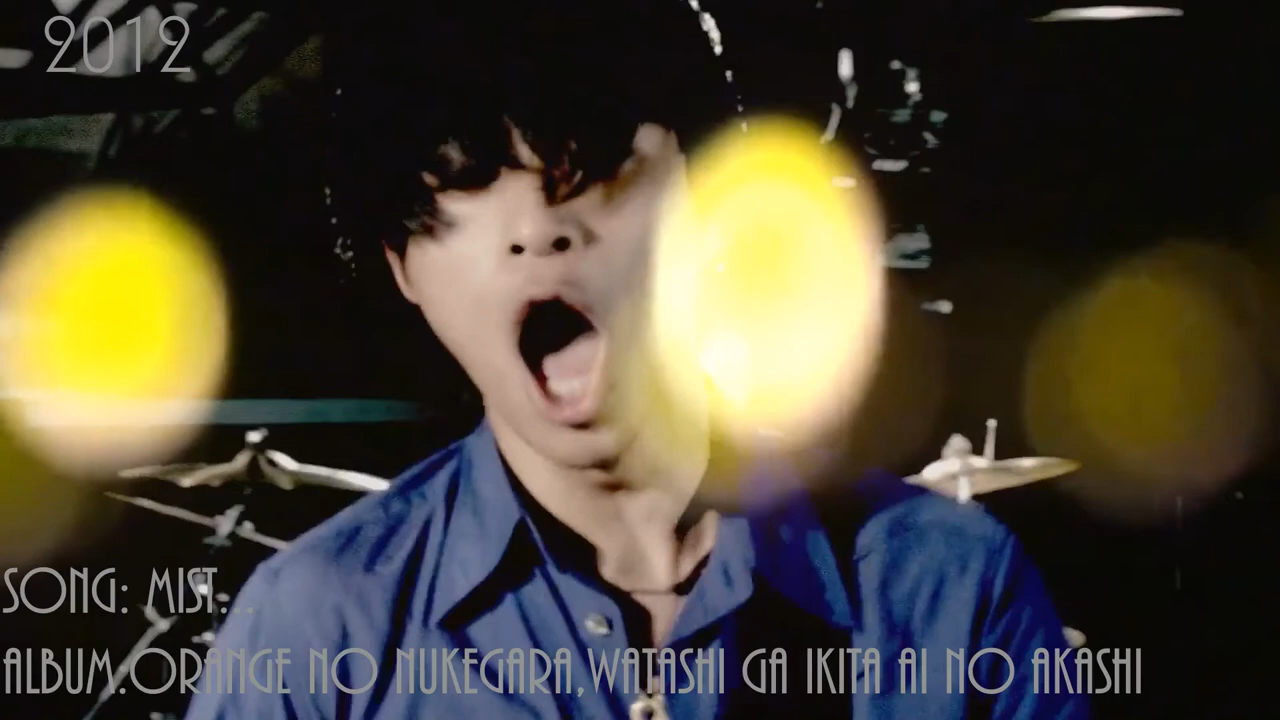 2012
SONG: MIST...
ALBUM.ORANGE NO NUKEGARA,WATASHI GA IKITA AI NO AKASHI